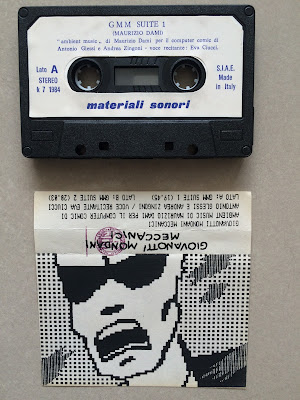 G M M SUITE 1
(MAURIZIO DAMI)
"ambient music, di Maurizio Dami per il computer comic di
Antonio Glessi e Andrea Zingoni - voce recitante: Eva Ciucci.
Lato A
STEREO
k 7 1984
S.I.A.E.
Made
in Italy
materiali sonori
GIOVANOTTI MONDANI
MECCANICI
GIOVANOTTI MONDANI MECCANICI
AMBIENT MUSIC DI MAURIZIO DAMI PER IL COMPUTER COMIC DI
ANTONIO GLESSI E ANDREA ZINGONI / VOCE RECITANTE EVA CIUCCI
LATO A: GMM SUITE 1 (19.45) LATO B: GMM SUITE 2 (20.03)